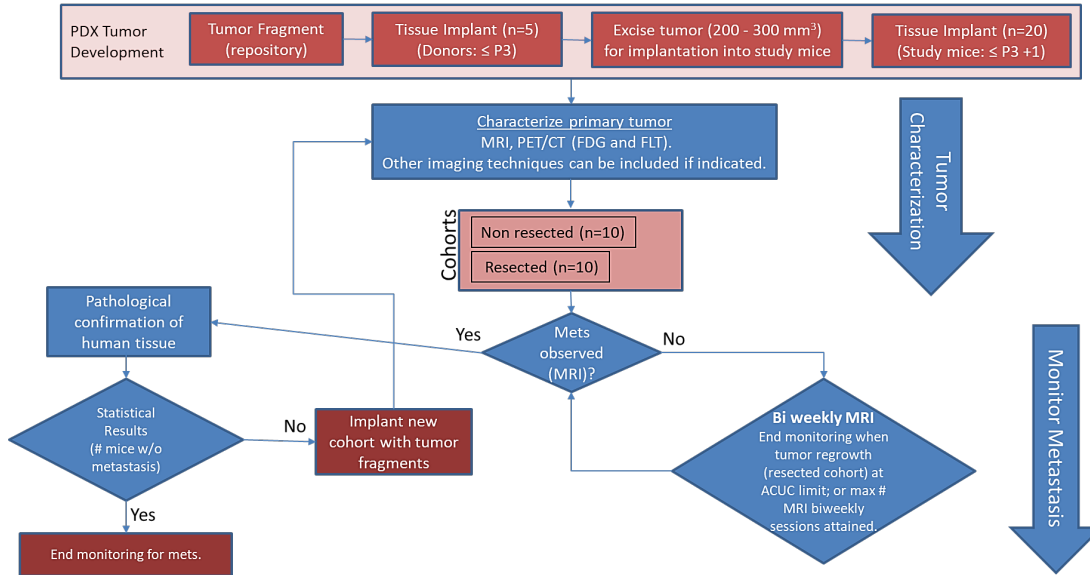 PDX Tumor
Development
Tumor Fragment
(repository)
Tissue Implant (n=5)
(Donors: ≤ P3)
Excise tumor (200 - 300 mm³)
for implantation into study mice
Tissue Implant (n=20)
(Study mice: ≤ P3 +1)
Characterize primary tumor
MRI, PET/CT (FDG and FLT).
Other imaging techniques can be included if indicated.
Tumor
Characterization
Cohorts
Non resected (n=10)
Resected (n=10)
Mets
observed
(MRI)?
Yes
No
Pathological
confirmation of
human tissue
Statistical
Results
(# mice w/o
metastasis)
No
Implant new
cohort with tumor
fragments
Yes
End monitoring for mets.
Bi weekly MRI
End monitoring when
tumor regrowth
(resected cohort) at
ACUC limit; or max #
MRI biweekly
sessions attained.
Monitor Metastasis